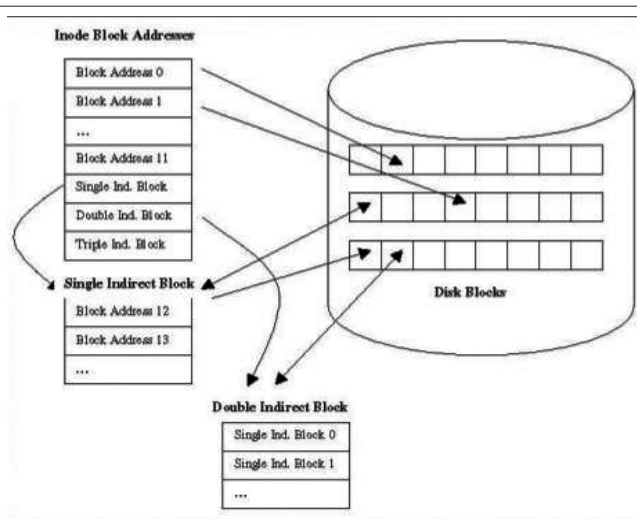 Inode Block Addresses
Block Address 0
Block Address 1
...
Block Address 11
Single Ind. Block
Double Ind. Block
Triple Ind. Block
Single Indirect Block
Block Address 12
Block Address 13
...
Disk Blocks
Double Indirect Block
Single Ind. Block 0
Single Ind. Block 1
...